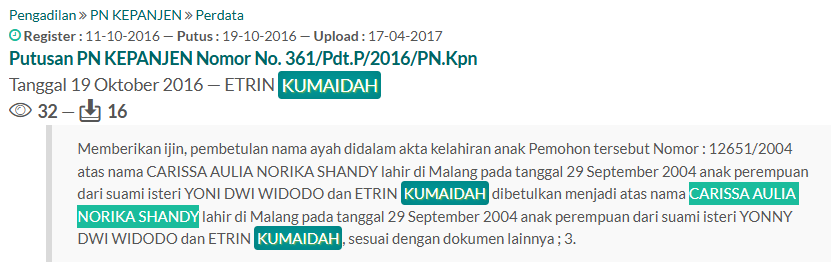 Pengadilan » PN KEPANJEN » Perdata
Register : 11-10-2016 — Putus : 19-10-2016 — Upload : 17-04-2017
Putusan PN KEPANJEN Nomor No. 361/Pdt.P/2016/PN.Kpn
Tanggal 19 Oktober 2016 — ETRIN KUMAIDAH
32 — 16
Memberikan ijin, pembetulan nama ayah didalam akta kelahiran anak Pemohon tersebut Nomor : 12651/2004
atas nama CARISSA AULIA NORIKA SHANDY lahir di Malang pada tanggal 29 September 2004 anak perempuan
dari suami isteri YONI DWI WIDODO dan ETRIN KUMAIDAH dibetulkan menjadi atas nama CARISSA AULIA
NORIKA SHANDY lahir di Malang pada tanggal 29 September 2004 anak perempuan dari suami isteri YONNY
DWI WIDODO dan ETRIN KUMAIDAH, sesuai dengan dokumen lainnya ; 3.